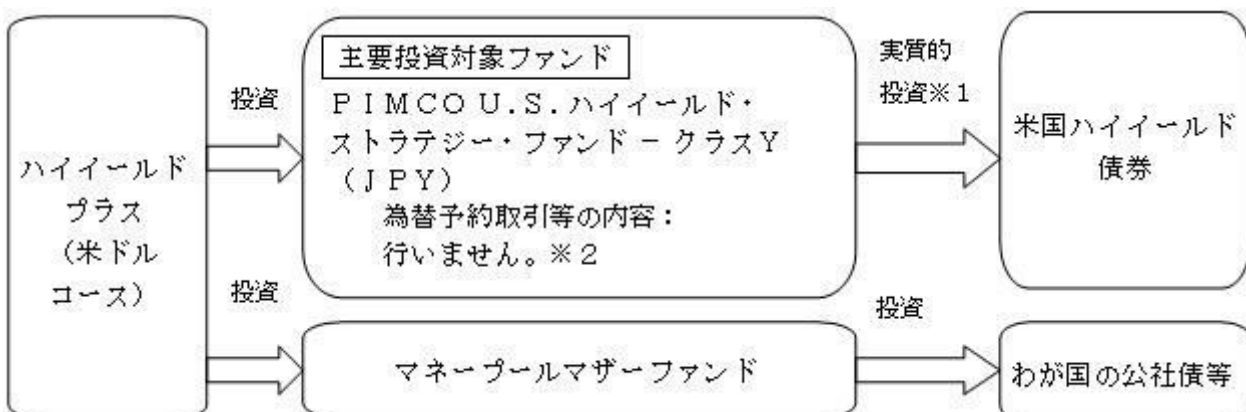 ハイイールド
プラス
（米ドル
コース）
投資
投資
主要投資対象ファンド
ＰＩＭＣＯ Ｕ.Ｓ.ハイイールド・
ストラテジー・ファンド－クラスＹ
（ＪＰＹ）
為替予約取引等の内容：
行いません。※２
マネープールマザーファンド
実質的
投資※１
投資
米国ハイイールド
債券
わが国の公社債等